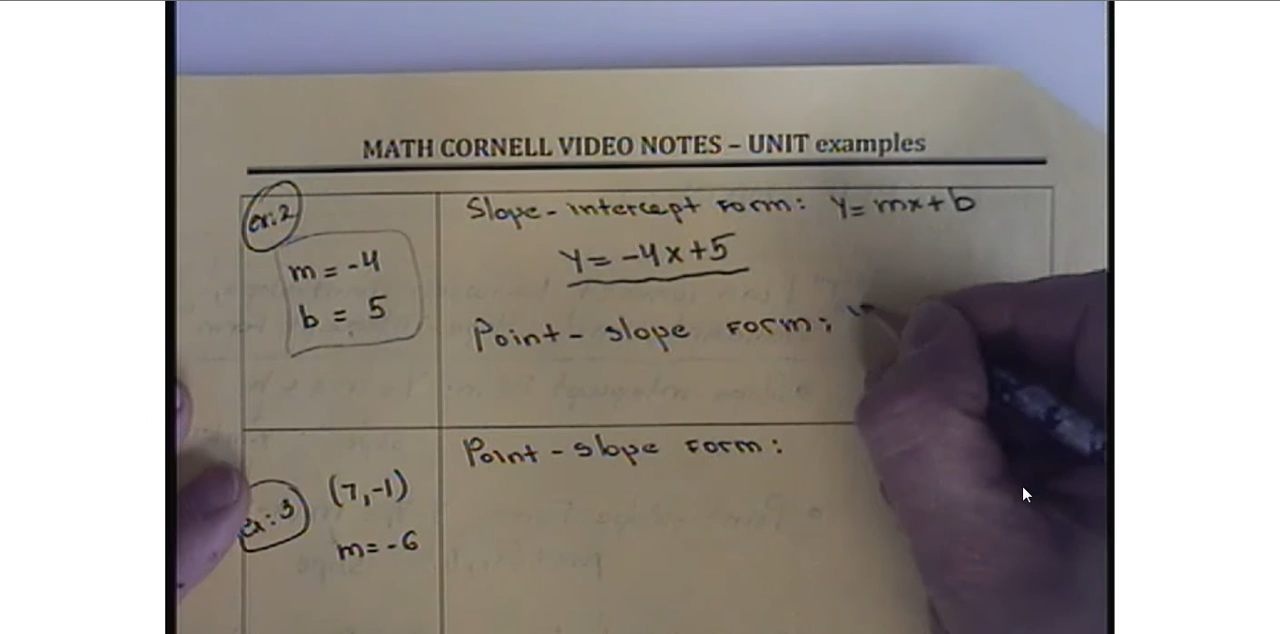 MATH CORNELL VIDEO NOTES – UNIT examples
ex: 2
m = -4
b = 5
Slope - intercept Form: y = mx + b
y = -4x + 5
Point - slope Form:
ex: 3
(7, -1)
m = -6
Point - slope Form: